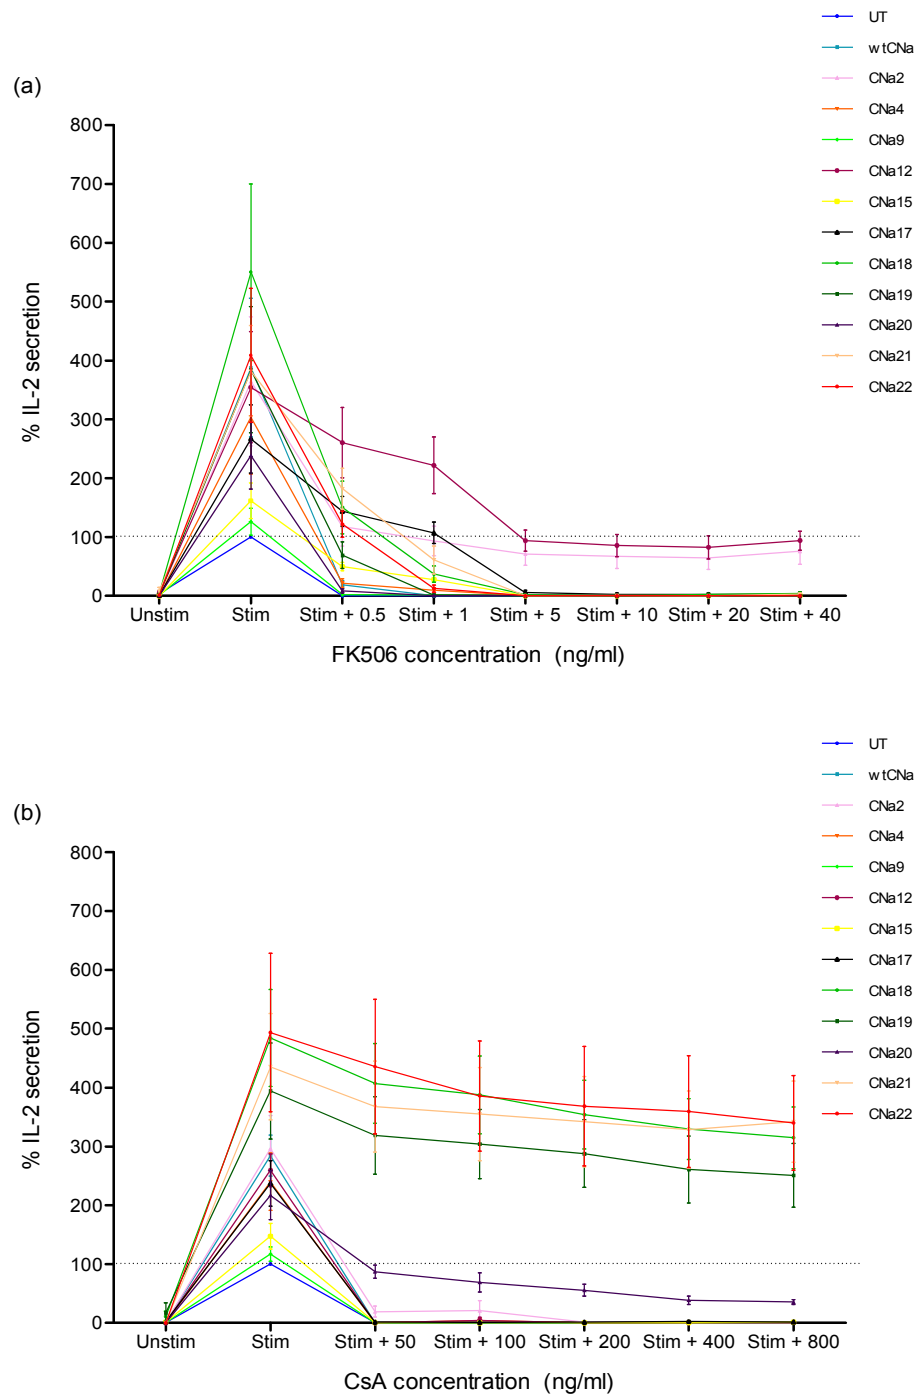 UT
wtCNa
CNa2
(a)
CNa4
CNa9
CNa12
CNa15
CNa17
CNa18
CNa19
CNa20
CNa21
CNa22
800
700
600
500
400
300
200
100
0
% IL-2 secretion
Unstim Stim Stim + 0.5 Stim + 1 Stim + 5 Stim + 10 Stim + 20 Stim + 40
FK506 concentration (ng/ml)
UT
wtCNa
CNa2
(b)
CNa4
CNa9
CNa12
CNa15
CNa17
CNa18
CNa19
CNa20
CNa21
CNa22
800
700
600
500
400
300
200
100
0
% IL-2 secretion
Unstim Stim Stim + 50 Stim + 100 Stim + 200 Stim + 400 Stim + 800
CsA concentration (ng/ml)